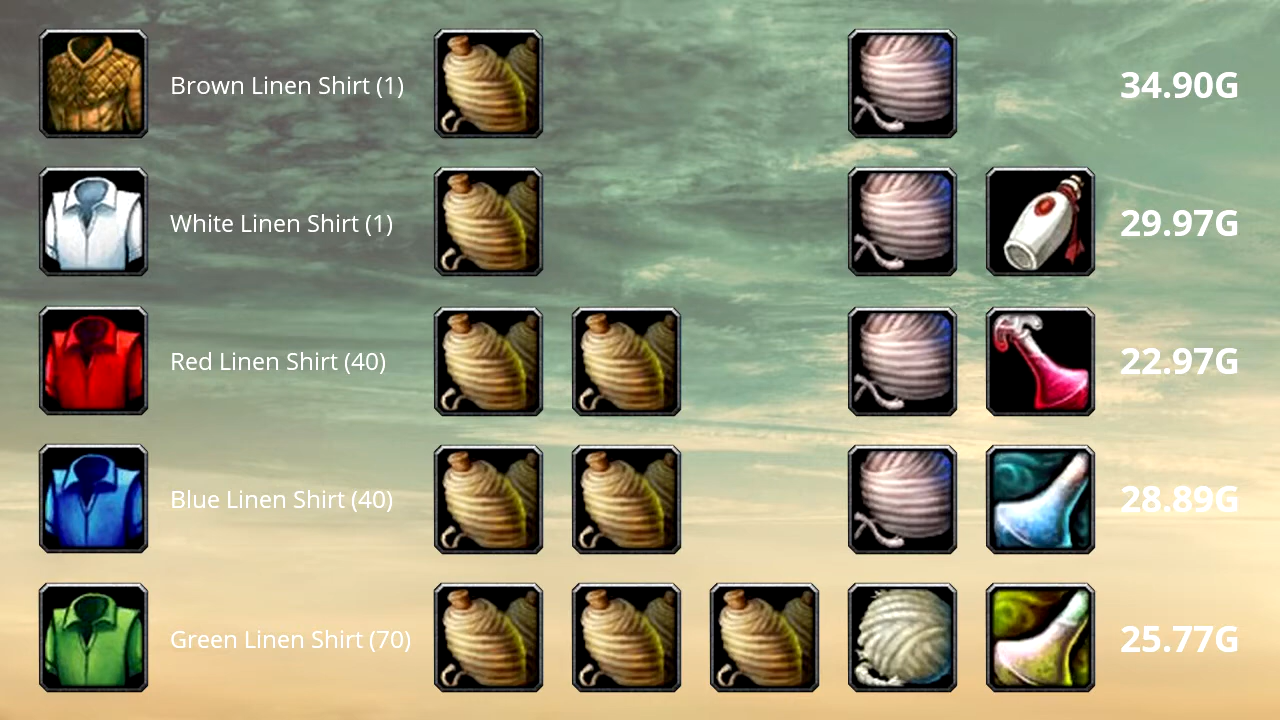 Brown Linen Shirt (1) 34.90G
White Linen Shirt (1) 29.97G
Red Linen Shirt (40) 22.97G
Blue Linen Shirt (40) 28.89G
Green Linen Shirt (70) 25.77G